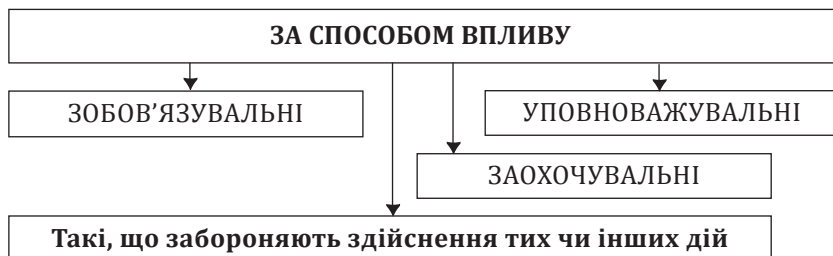 ЗА СПОСОБОМ ВПЛИВУ
ЗОБОВ’ЯЗУВАЛЬНІ
УПОВНОВАЖУВАЛЬНІ
ЗАОХОЧУВАЛЬНІ
Такі, що забороняють здійснення тих чи інших дій